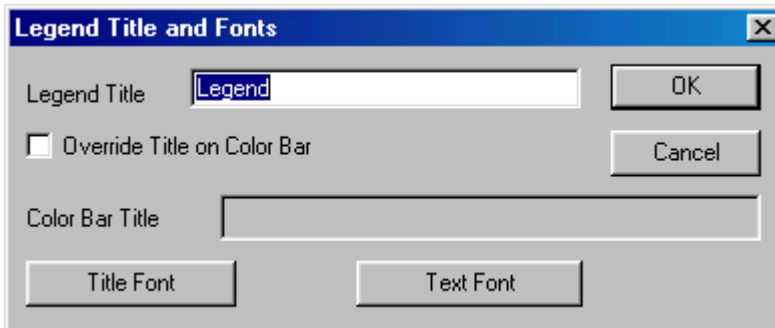 Legend Title and Fonts
Legend Title Legend OK
Override Title on Color Bar Cancel
Color Bar Title
Title Font Text Font